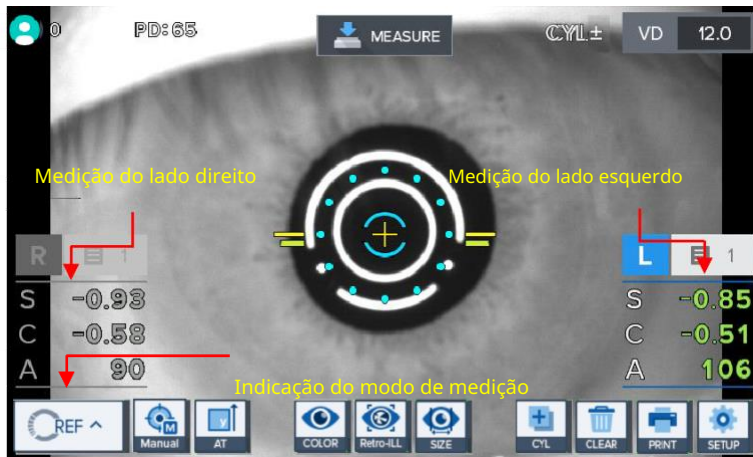 0 PD: 65 MEASURE CYL± VD 12.0
Medição do lado direito
Medição do lado esquerdo
R 1
L 1
S -0.93
S -0.85
C -0.58
C -0.51
A 90
A 106
Indicação do modo de medição
REF ^
M
Manual
y
AT
COLOR
Retro-ILL
SIZE
CYL
CLEAR
PRINT
SETUP